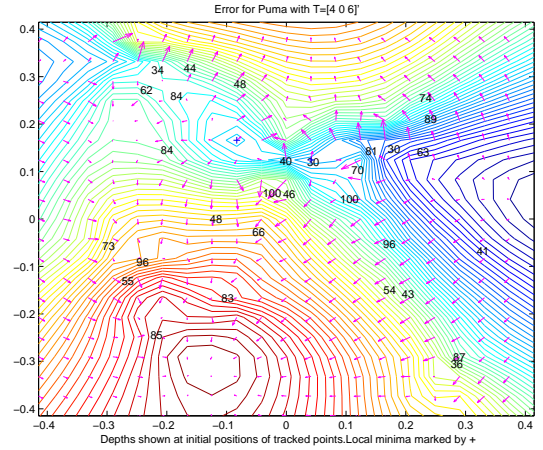 Error for Puma with T=[4 0 6]'
0.4
34 44
0.3
62 84 48
74
0.2
89
84 40 30 81 30 63
0.1
70
100 46 100
0
48
66
73 96 41
−0.1
96
55 83 54 43
−0.2
85
−0.3
87
36
−0.4
−0.4 −0.3 −0.2 −0.1 0 0.1 0.2 0.3 0.4
Depths shown at initial positions of tracked points.Local minima marked by +